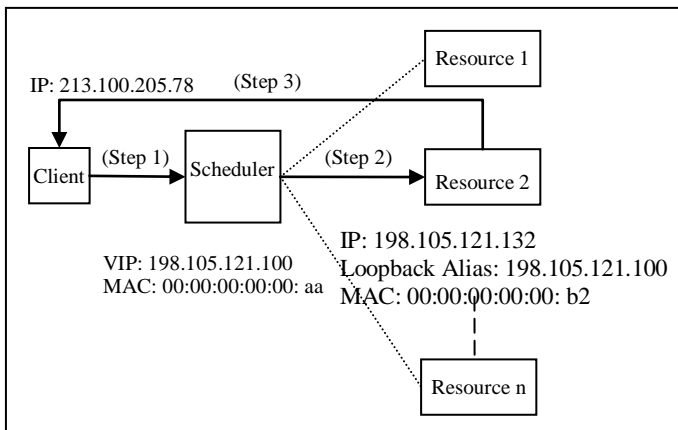 Resource 1
IP: 213.100.205.78
(Step 3)
(Step 1)
Scheduler
(Step 2)
Client
Resource 2
IP: 198.105.121.132
VIP: 198.105.121.100
Loopback Alias: 198.105.121.100
MAC: 00:00:00:00:00: aa
MAC: 00:00:00:00:00: b2
Resource n